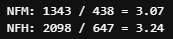 NFM: 1343 / 438 = 3.07
NFH: 2098 / 647 = 3.24